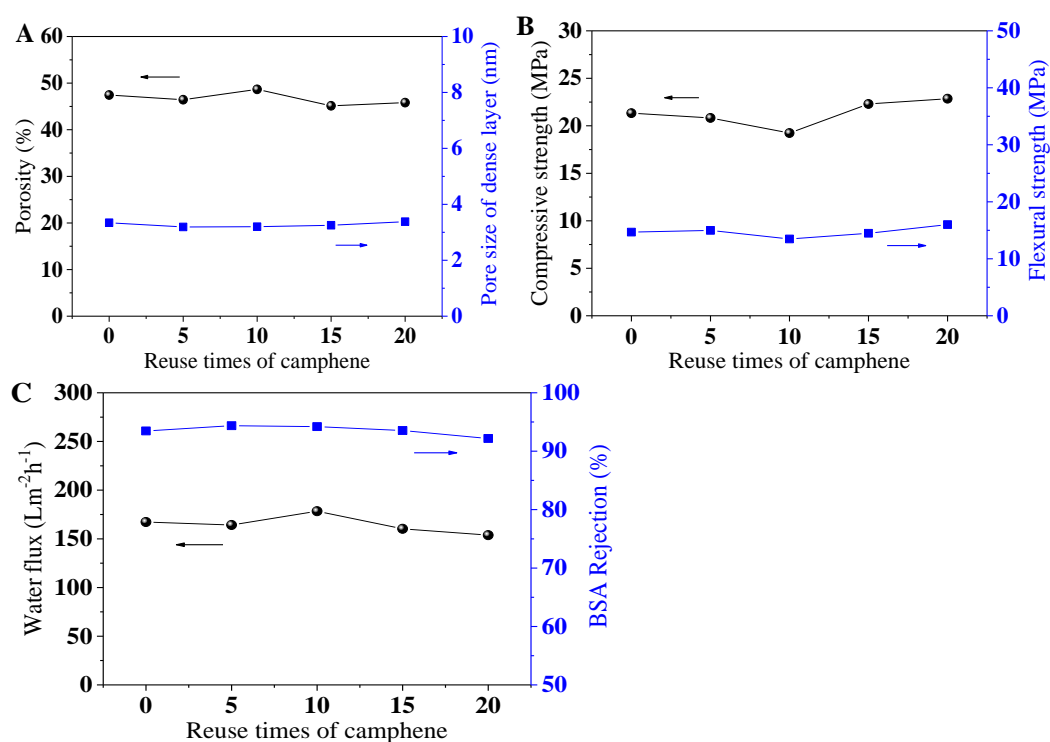 A
60
50
40
30
20
10
0
Porosity (%)
10
8
6
4
2
0
Pore size of dense layer (nm)
0 5 10 15 20
Reuse times of camphene
B
30
25
20
15
10
5
0
Compressive strength (MPa)
50
40
30
20
10
0
Flexural strength (MPa)
0 5 10 15 20
Reuse times of camphene
C
300
250
200
150
100
50
0
Water flux (Lm⁻²h⁻¹)
100
90
80
70
60
50
BSA Rejection (%)
0 5 10 15 20
Reuse times of camphene